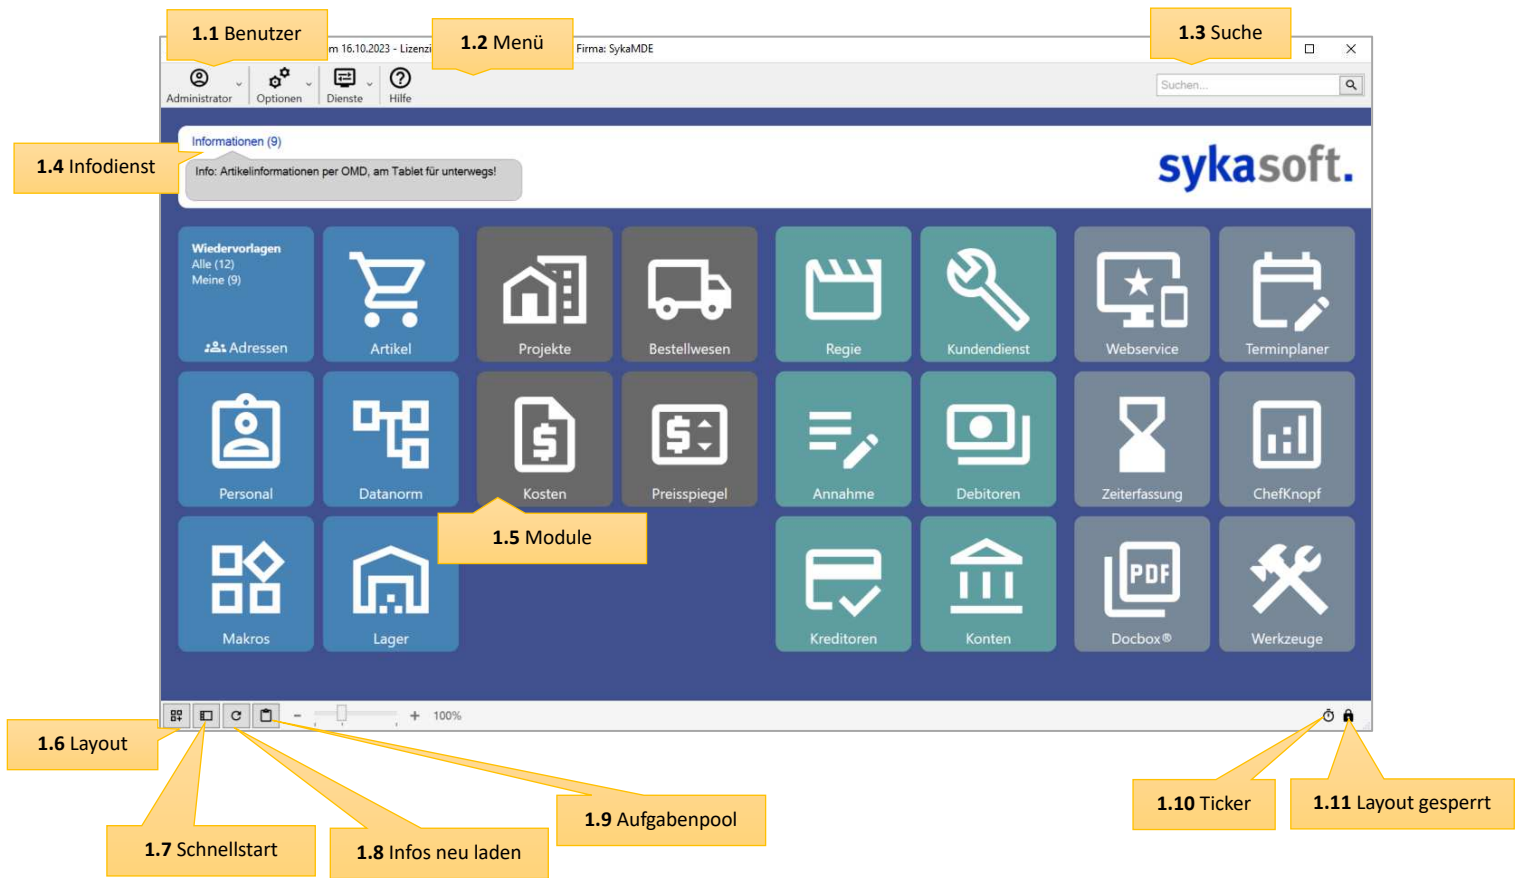 1.1 Benutzer
1.2 Menü
1.3 Suche
m 16.10.2023 - Lizenzi
Firma: SykaMDE
Administrator
Optionen
Dienste
Hilfe
Suchen...
1.4 Infodienst
Informationen (9)
Info: Artikelinformationen per OMD, am Tablet für unterwegs!
sykasoft.
Wiedervorlagen
Alle (12)
Meine (9)
Adressen
Artikel
Projekte
Bestellwesen
Regie
Kundendienst
Webservice
Terminplaner
Personal
Datanorm
Kosten
Preisspiegel
Annahme
Debitoren
Zeiterfassung
ChefKnopf
1.5 Module
Makros
Lager
Kreditoren
Konten
PDF
Docbox®
Werkzeuge
100%
1.6 Layout
1.7 Schnellstart
1.8 Infos neu laden
1.9 Aufgabenpool
1.10 Ticker
1.11 Layout gesperrt